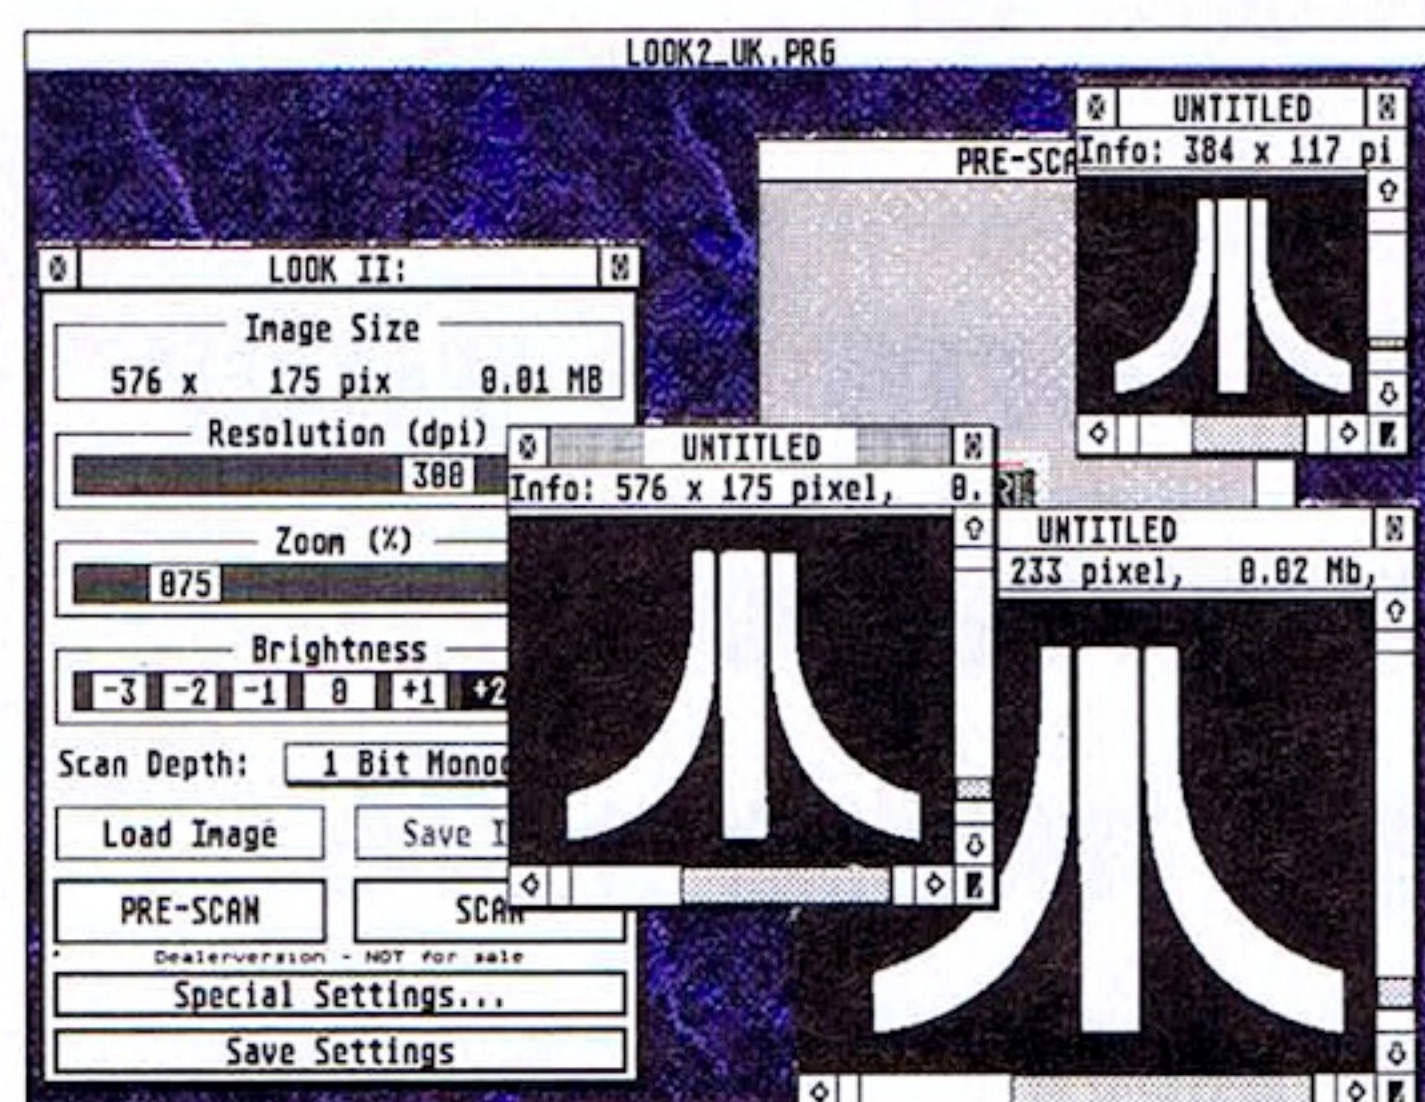 LOOK2_UK.PRG
UNTITLED
Info: 384 x 117 pi
PRE-SCA
LOOK II:
Image Size
576 x 175 pix 0.01 MB
Resolution (dpi)
300
Zoom (%)
075
Brightness
-3 -2 -1 0 +1 +2
Scan Depth: 1 Bit Monoc
Load Image Save I
PRE-SCAN SCAN
Dealerversion - NOT for sale
Special Settings...
Save Settings
UNTITLED
Info: 576 x 175 pixel, 0.
UNTITLED
233 pixel, 0.02 Mb,